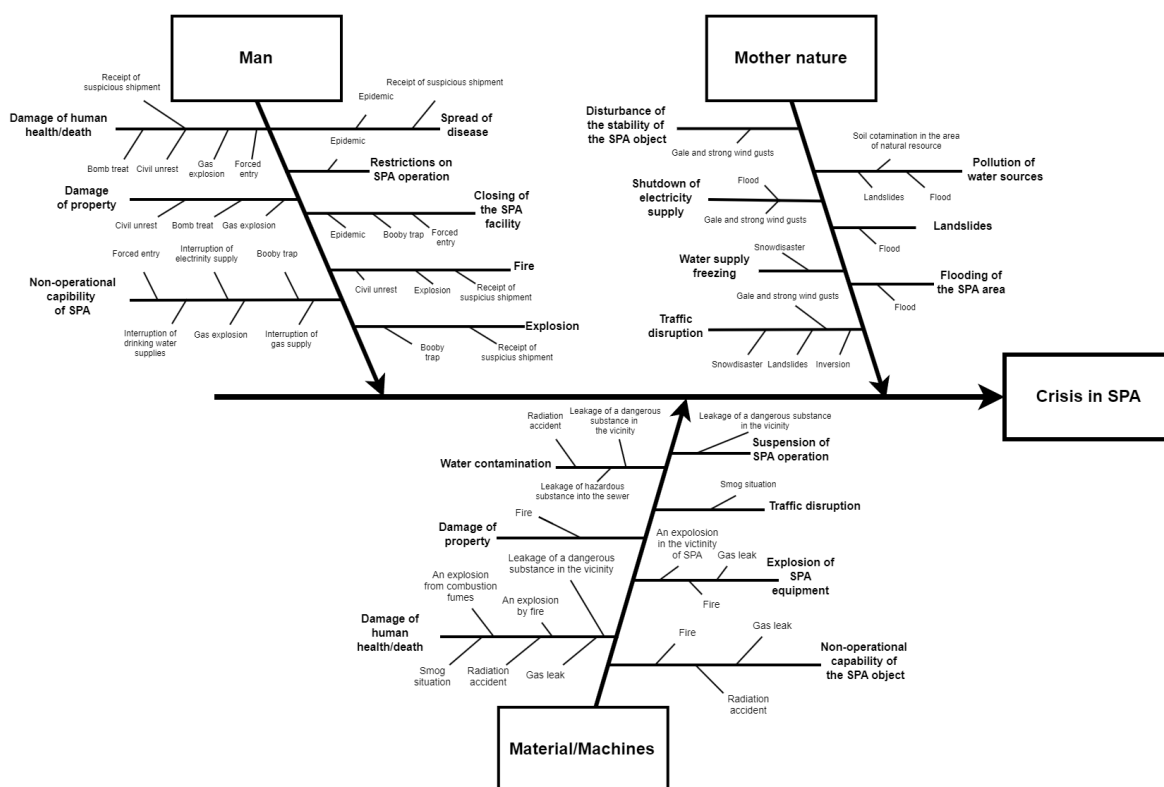 Man
Mother nature
Receipt of
suspicious shipment
Damage of human
health/death
Bomb treat
Civil unrest
Gas
explosion
Forced
entry
Epidemic
Receipt of suspicious shipment
Spread of
disease
Epidemic
Restrictions on
SPA operation
Damage
of property
Civil unrest
Bomb treat
Gas explosion
Closing of
the SPA
facility
Epidemic
Booby trap
Forced
entry
Forced entry
Interruption of
electrinity supply
Booby trap
Non-operational
capibility
of SPA
Interruption of
drinking water
supplies
Gas explosion
Interruption of
gas supply
Fire
Civil unrest
Explosion
Receipt of
suspicius shipment
Explosion
Booby
trap
Receipt of
suspicius shipment
Disturbance of
the stability of
the SPA object
Gale and strong wind gusts
Soil cotamination in the area
of natural resource
Pollution of
water sources
Landslides
Flood
Shutdown of
electricity
supply
Flood
Gale and strong wind gusts
Landslides
Flood
Water supply
freezing
Snowdisaster
Flooding of
the SPA area
Flood
Gale and strong wind gusts
Traffic
disruption
Snowdisaster
Landslides
Inversion
Crisis in SPA
Radiation
accident
Leakage of a dangerous
substance in
the vicinity
Water contamination
Leakage of hazardous
substance into the sewer
Leakage of a dangerous substance
in the vicinity
Suspension of
SPA operation
Smog situation
Traffic disruption
Fire
Damage of
property
An expolosion
in the victinity
of SPA
Gas leak
Explosion of
SPA
equipment
Fire
An explosion
from combustion
fumes
An explosion
by fire
Leakage of a dangerous
substance in the vicinity
Damage of
human
health/death
Smog
situation
Radiation
accident
Gas leak
Fire
Gas leak
Non-operational
capability of
the SPA object
Radiation
accident
Material/Machines